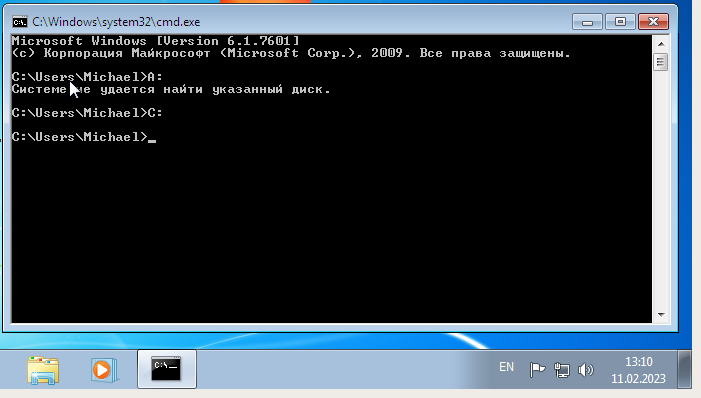 C:\Windows\system32\cmd.exe
Microsoft Windows [Version 6.1.7601]
(c) Корпорация Майкрософт (Microsoft Corp.), 2009. Все права защищены.
C:\Users\Michael>A:
Системе не удается найти указанный диск.
C:\Users\Michael>C:
C:\Users\Michael>_
C:\_
EN
13:10
11.02.2023